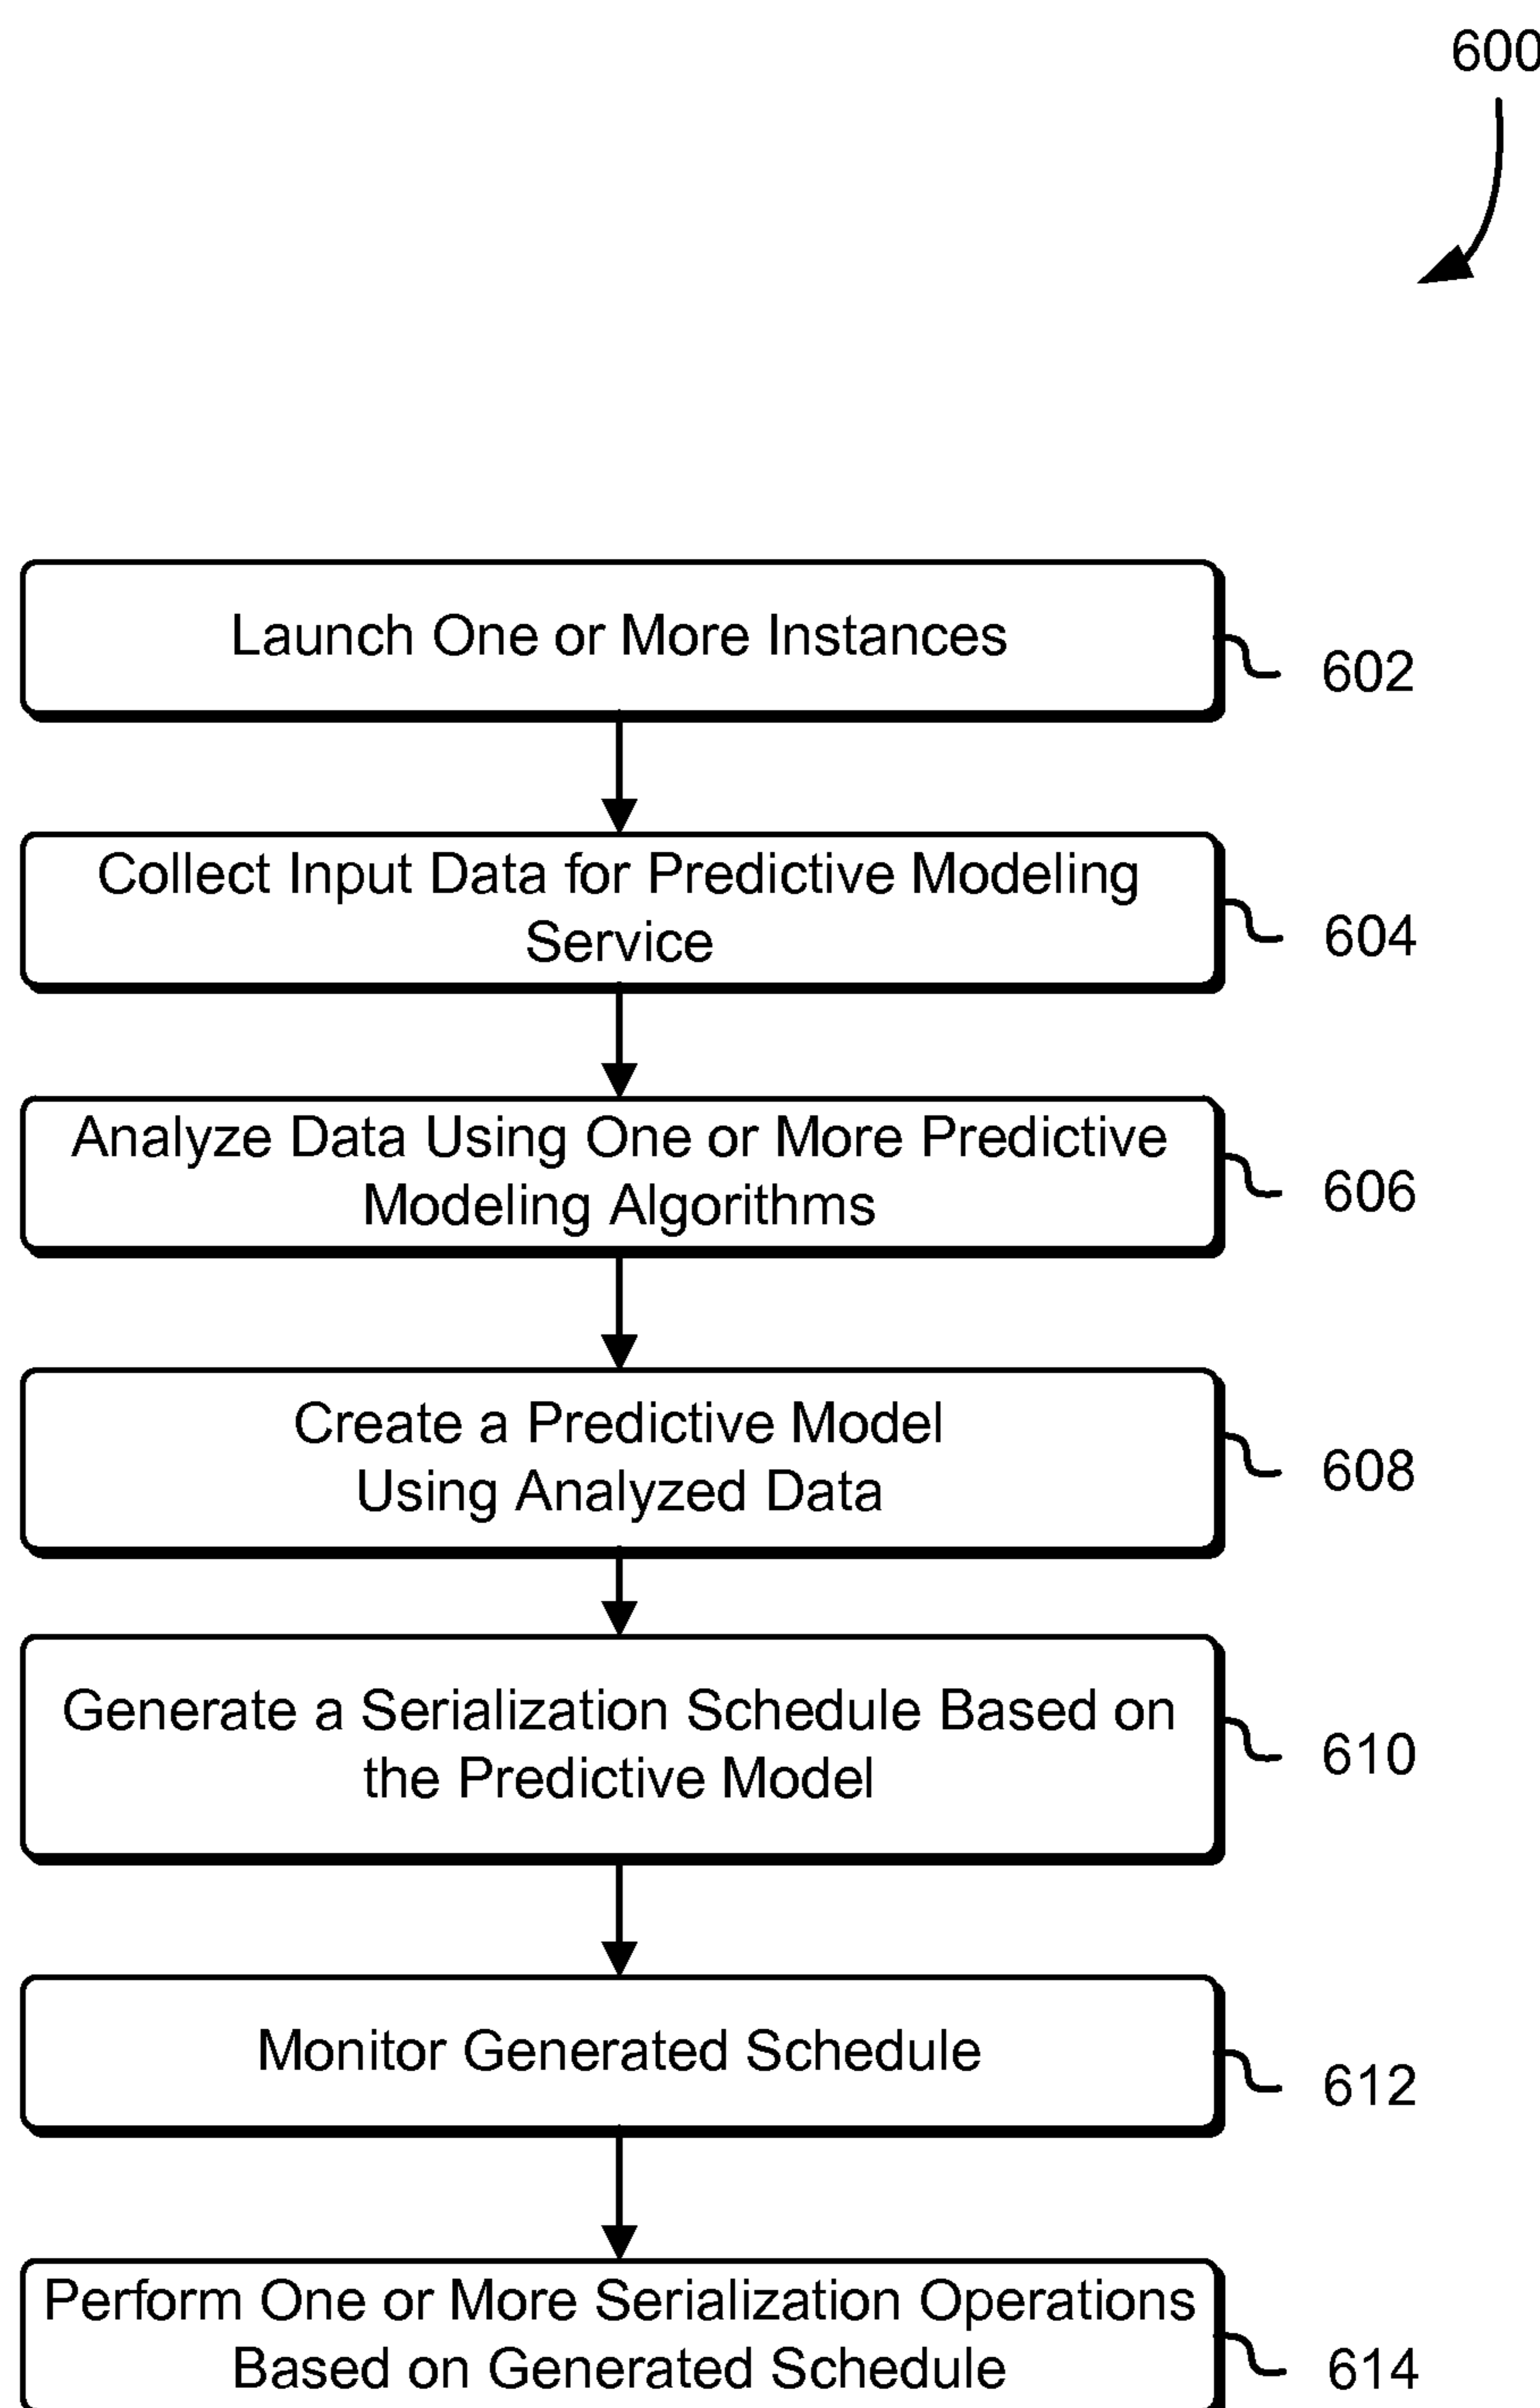 600
Launch One or More Instances
602
Collect Input Data for Predictive Modeling
Service
604
Analyze Data Using One or More Predictive
Modeling Algorithms
606
Create a Predictive Model
Using Analyzed Data
608
Generate a Serialization Schedule Based on
the Predictive Model
610
Monitor Generated Schedule
612
Perform One or More Serialization Operations
Based on Generated Schedule
614